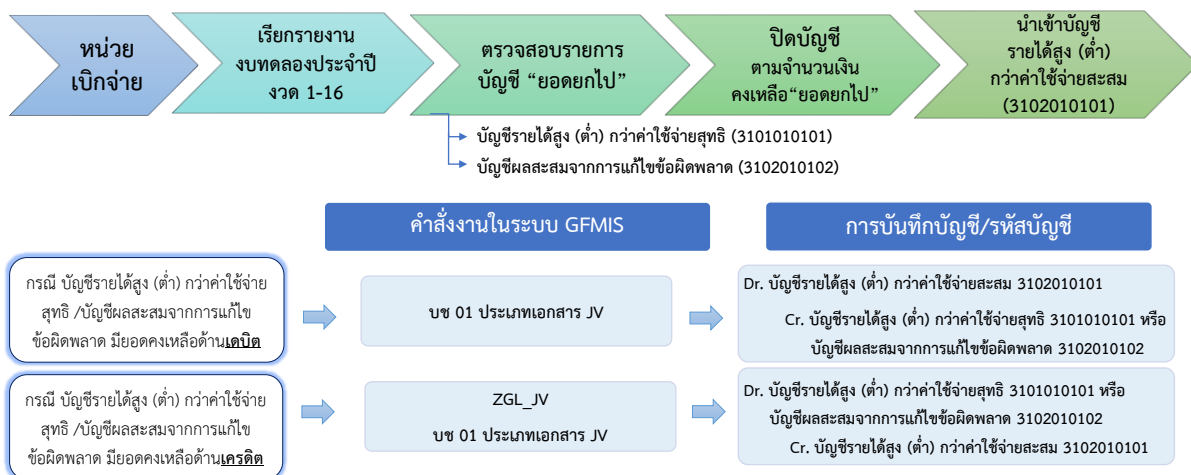 หน่วย
เบิกจ่าย
เรียกรายงาน
งบทดลองประจำปี
งวด 1-16
ตรวจสอบรายการ
บัญชี “ยอดยกไป”
ปิดบัญชี
ตามจำนวนเงิน
คงเหลือ“ยอดยกไป”
นำเข้าบัญชี
รายได้สูง (ต่ำ)
กว่าค่าใช้จ่ายสะสม
(3102010101)
บัญชีรายได้สูง (ต่ำ) กว่าค่าใช้จ่ายสุทธิ (3101010101)
บัญชีผลสะสมจากการแก้ไขข้อผิดพลาด (3102010102)
คำสั่งงานในระบบ GFMIS
การบันทึกบัญชี/รหัสบัญชี
กรณี บัญชีรายได้สูง (ต่ำ) กว่าค่าใช้จ่าย
สุทธิ /บัญชีผลสะสมจากการแก้ไข
ข้อผิดพลาด มียอดคงเหลือด้านเดบิต
บช 01 ประเภทเอกสาร JV
Dr. บัญชีรายได้สูง (ต่ำ) กว่าค่าใช้จ่ายสะสม 3102010101
Cr. บัญชีรายได้สูง (ต่ำ) กว่าค่าใช้จ่ายสุทธิ 3101010101 หรือ
บัญชีผลสะสมจากการแก้ไขข้อผิดพลาด 3102010102
กรณี บัญชีรายได้สูง (ต่ำ) กว่าค่าใช้จ่าย
สุทธิ /บัญชีผลสะสมจากการแก้ไข
ข้อผิดพลาด มียอดคงเหลือด้านเครดิต
ZGL_JV
บช 01 ประเภทเอกสาร JV
Dr. บัญชีรายได้สูง (ต่ำ) กว่าค่าใช้จ่ายสุทธิ 3101010101 หรือ
บัญชีผลสะสมจากการแก้ไขข้อผิดพลาด 3102010102
Cr. บัญชีรายได้สูง (ต่ำ) กว่าค่าใช้จ่ายสะสม 3102010101